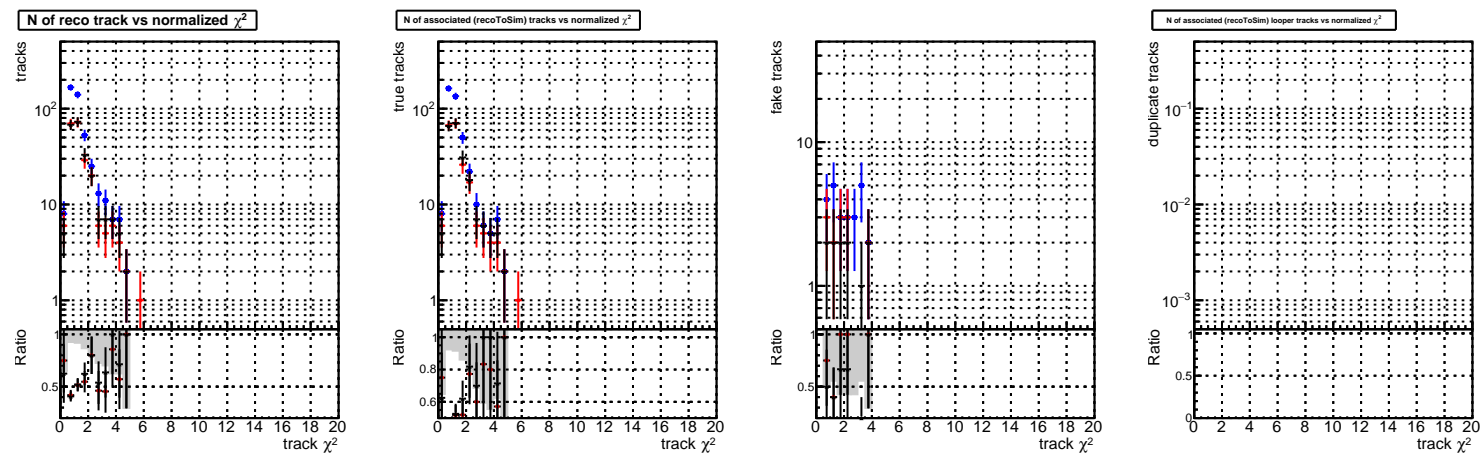 N of reco track vs normalized χ²
tracks
10²
10
1
Ratio
1
0.5
0 2 4 6 8 10 12 14 16 18 20
track χ²
N of associated (recoToSim) tracks vs normalized χ²
true tracks
10²
10
1
Ratio
1
0.8
0.6
0 2 4 6 8 10 12 14 16 18 20
track χ²
fake tracks
10
1
Ratio
1
0.5
0 2 4 6 8 10 12 14 16 18 20
track χ²
N of associated (recoToSim) looper tracks vs normalized χ²
duplicate tracks
10⁻¹
10⁻²
10⁻³
Ratio
1
0.5
0
0 2 4 6 8 10 12 14 16 18 20
track χ²